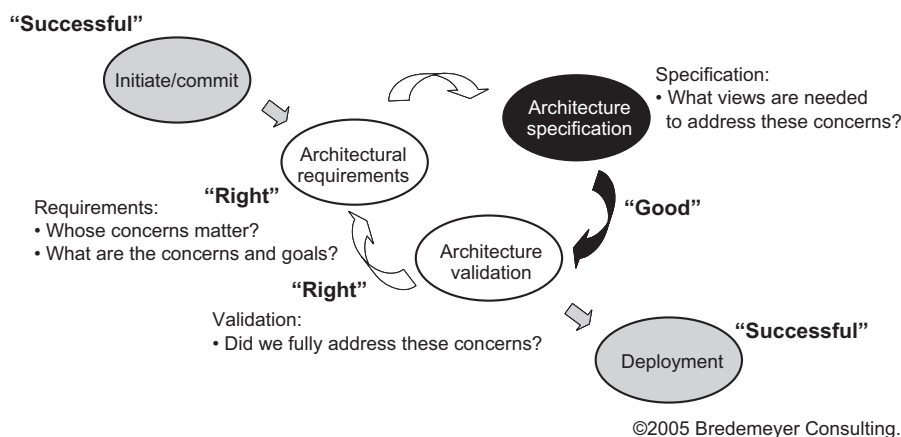 “Successful”
Initiate/commit
Architectural
requirements
Architecture
specification
Specification:
• What views are needed
to address these concerns?
“Right”
“Good”
Requirements:
• Whose concerns matter?
• What are the concerns and goals?
Architecture
validation
“Right”
Validation:
• Did we fully address these concerns?
“Successful”
Deployment
©2005 Bredemeyer Consulting.